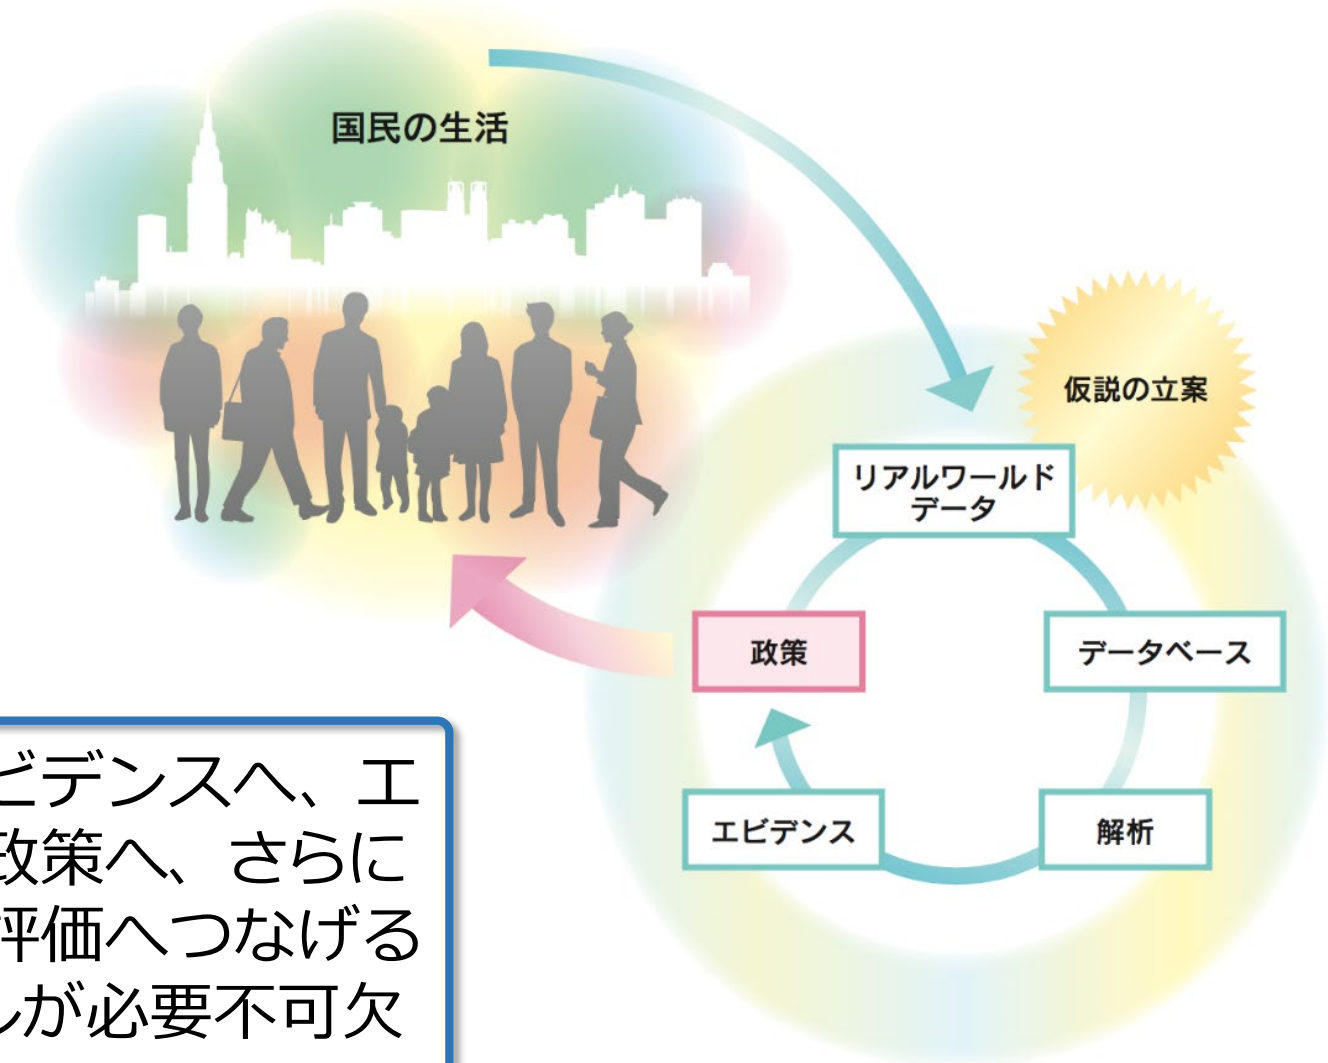 国民の生活
仮説の立案
リアルワールド
データ
政策
データベース
エビデンス
解析
ビデンスへ、エ
政策へ、さらに
評価へつなげる
が必要不可欠